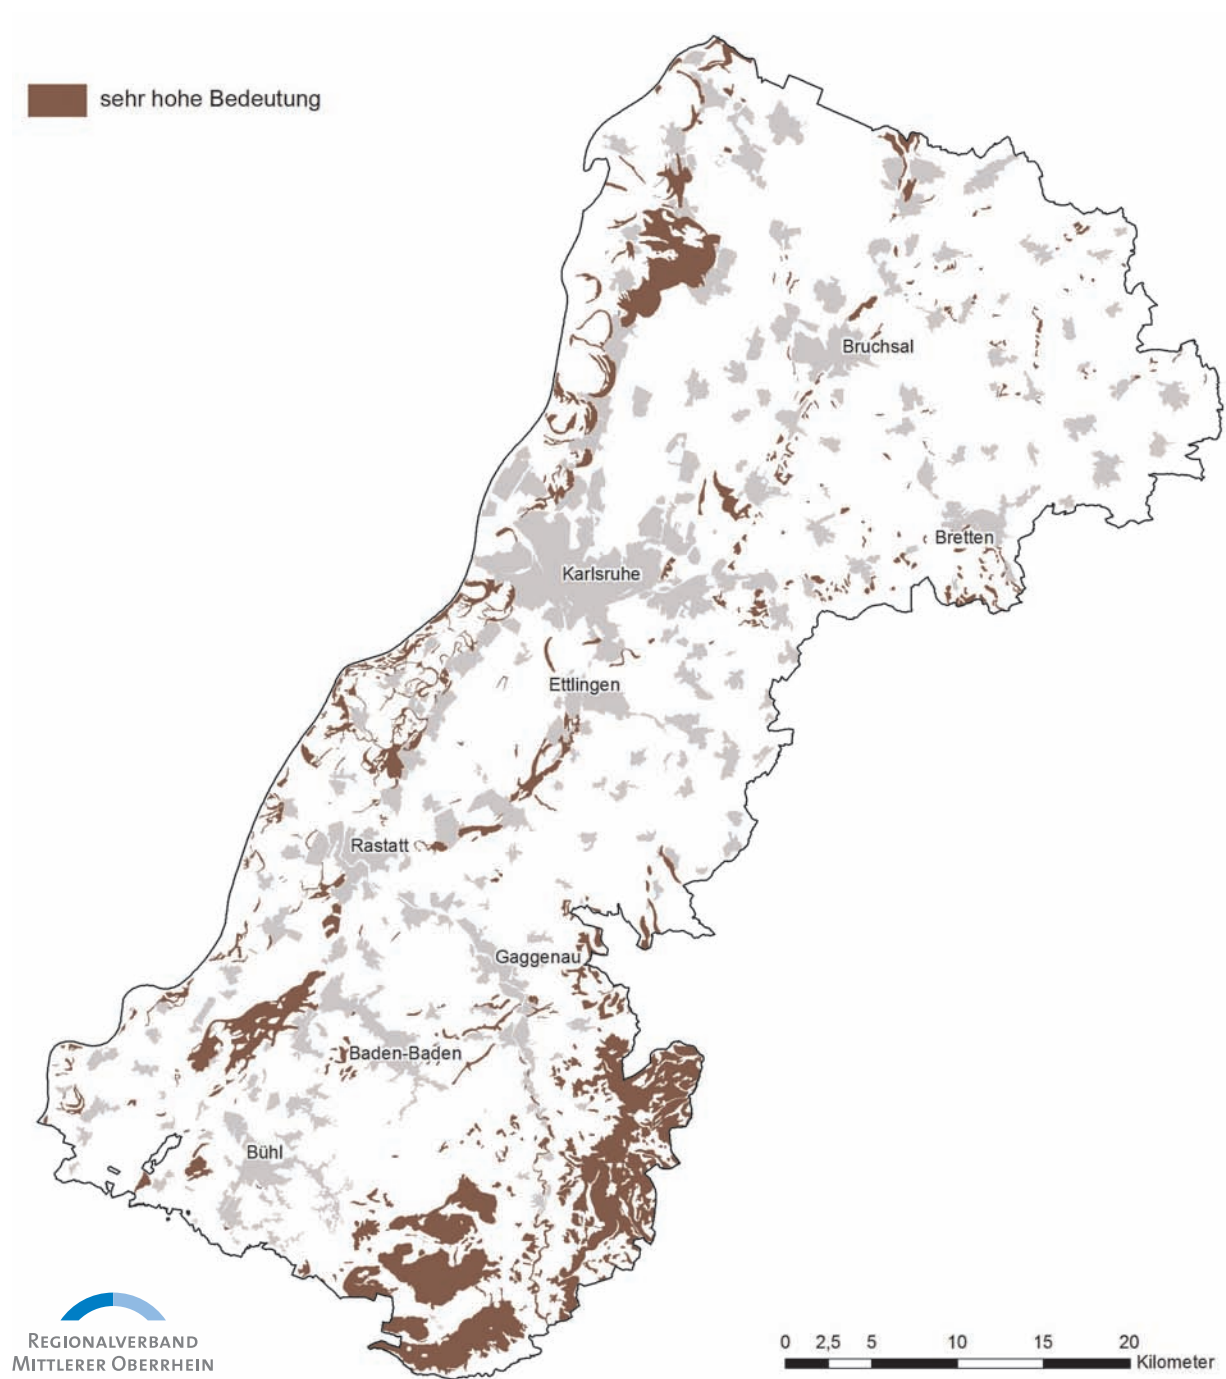 sehr hohe Bedeutung
Bruchsal
Bretten
Karlsruhe
Ettlingen
Rastatt
Gaggenau
Baden-Baden
Bühl
REGIONALVERBAND
MITTLERER OBERRHEIN
0 2,5 5 10 15 20
Kilometer